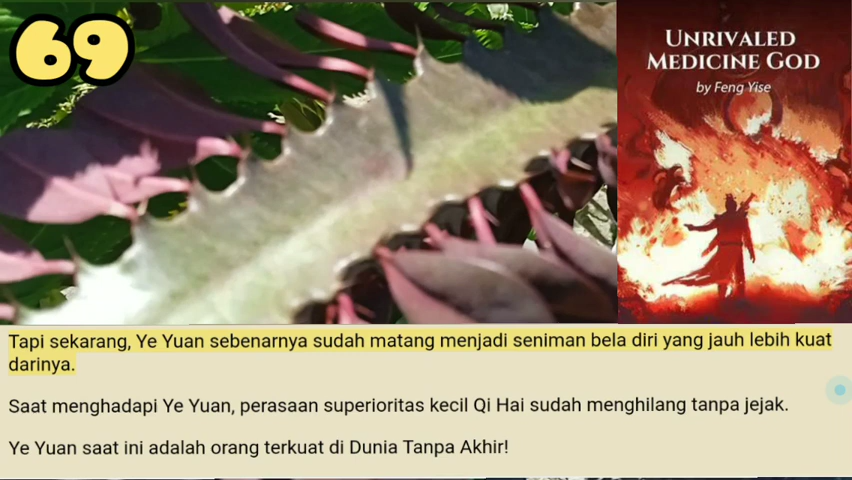 69
UNRIVALED
MEDICINE GOD
by Feng Yise
Tapi sekarang, Ye Yuan sebenarnya sudah matang menjadi seniman bela diri yang jauh lebih kuat
darinya.
Saat menghadapi Ye Yuan, perasaan superioritas kecil Qi Hai sudah menghilang tanpa jejak.
Ye Yuan saat ini adalah orang terkuat di Dunia Tanpa Akhir!